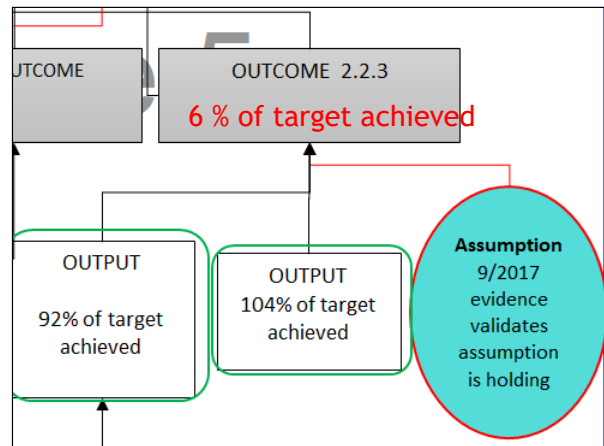 UTCOME
OUTCOME 2.2.3
6 % of target achieved
OUTPUT
92% of target
achieved
OUTPUT
104% of target
achieved
Assumption
9/2017
evidence
validates
assumption
is holding